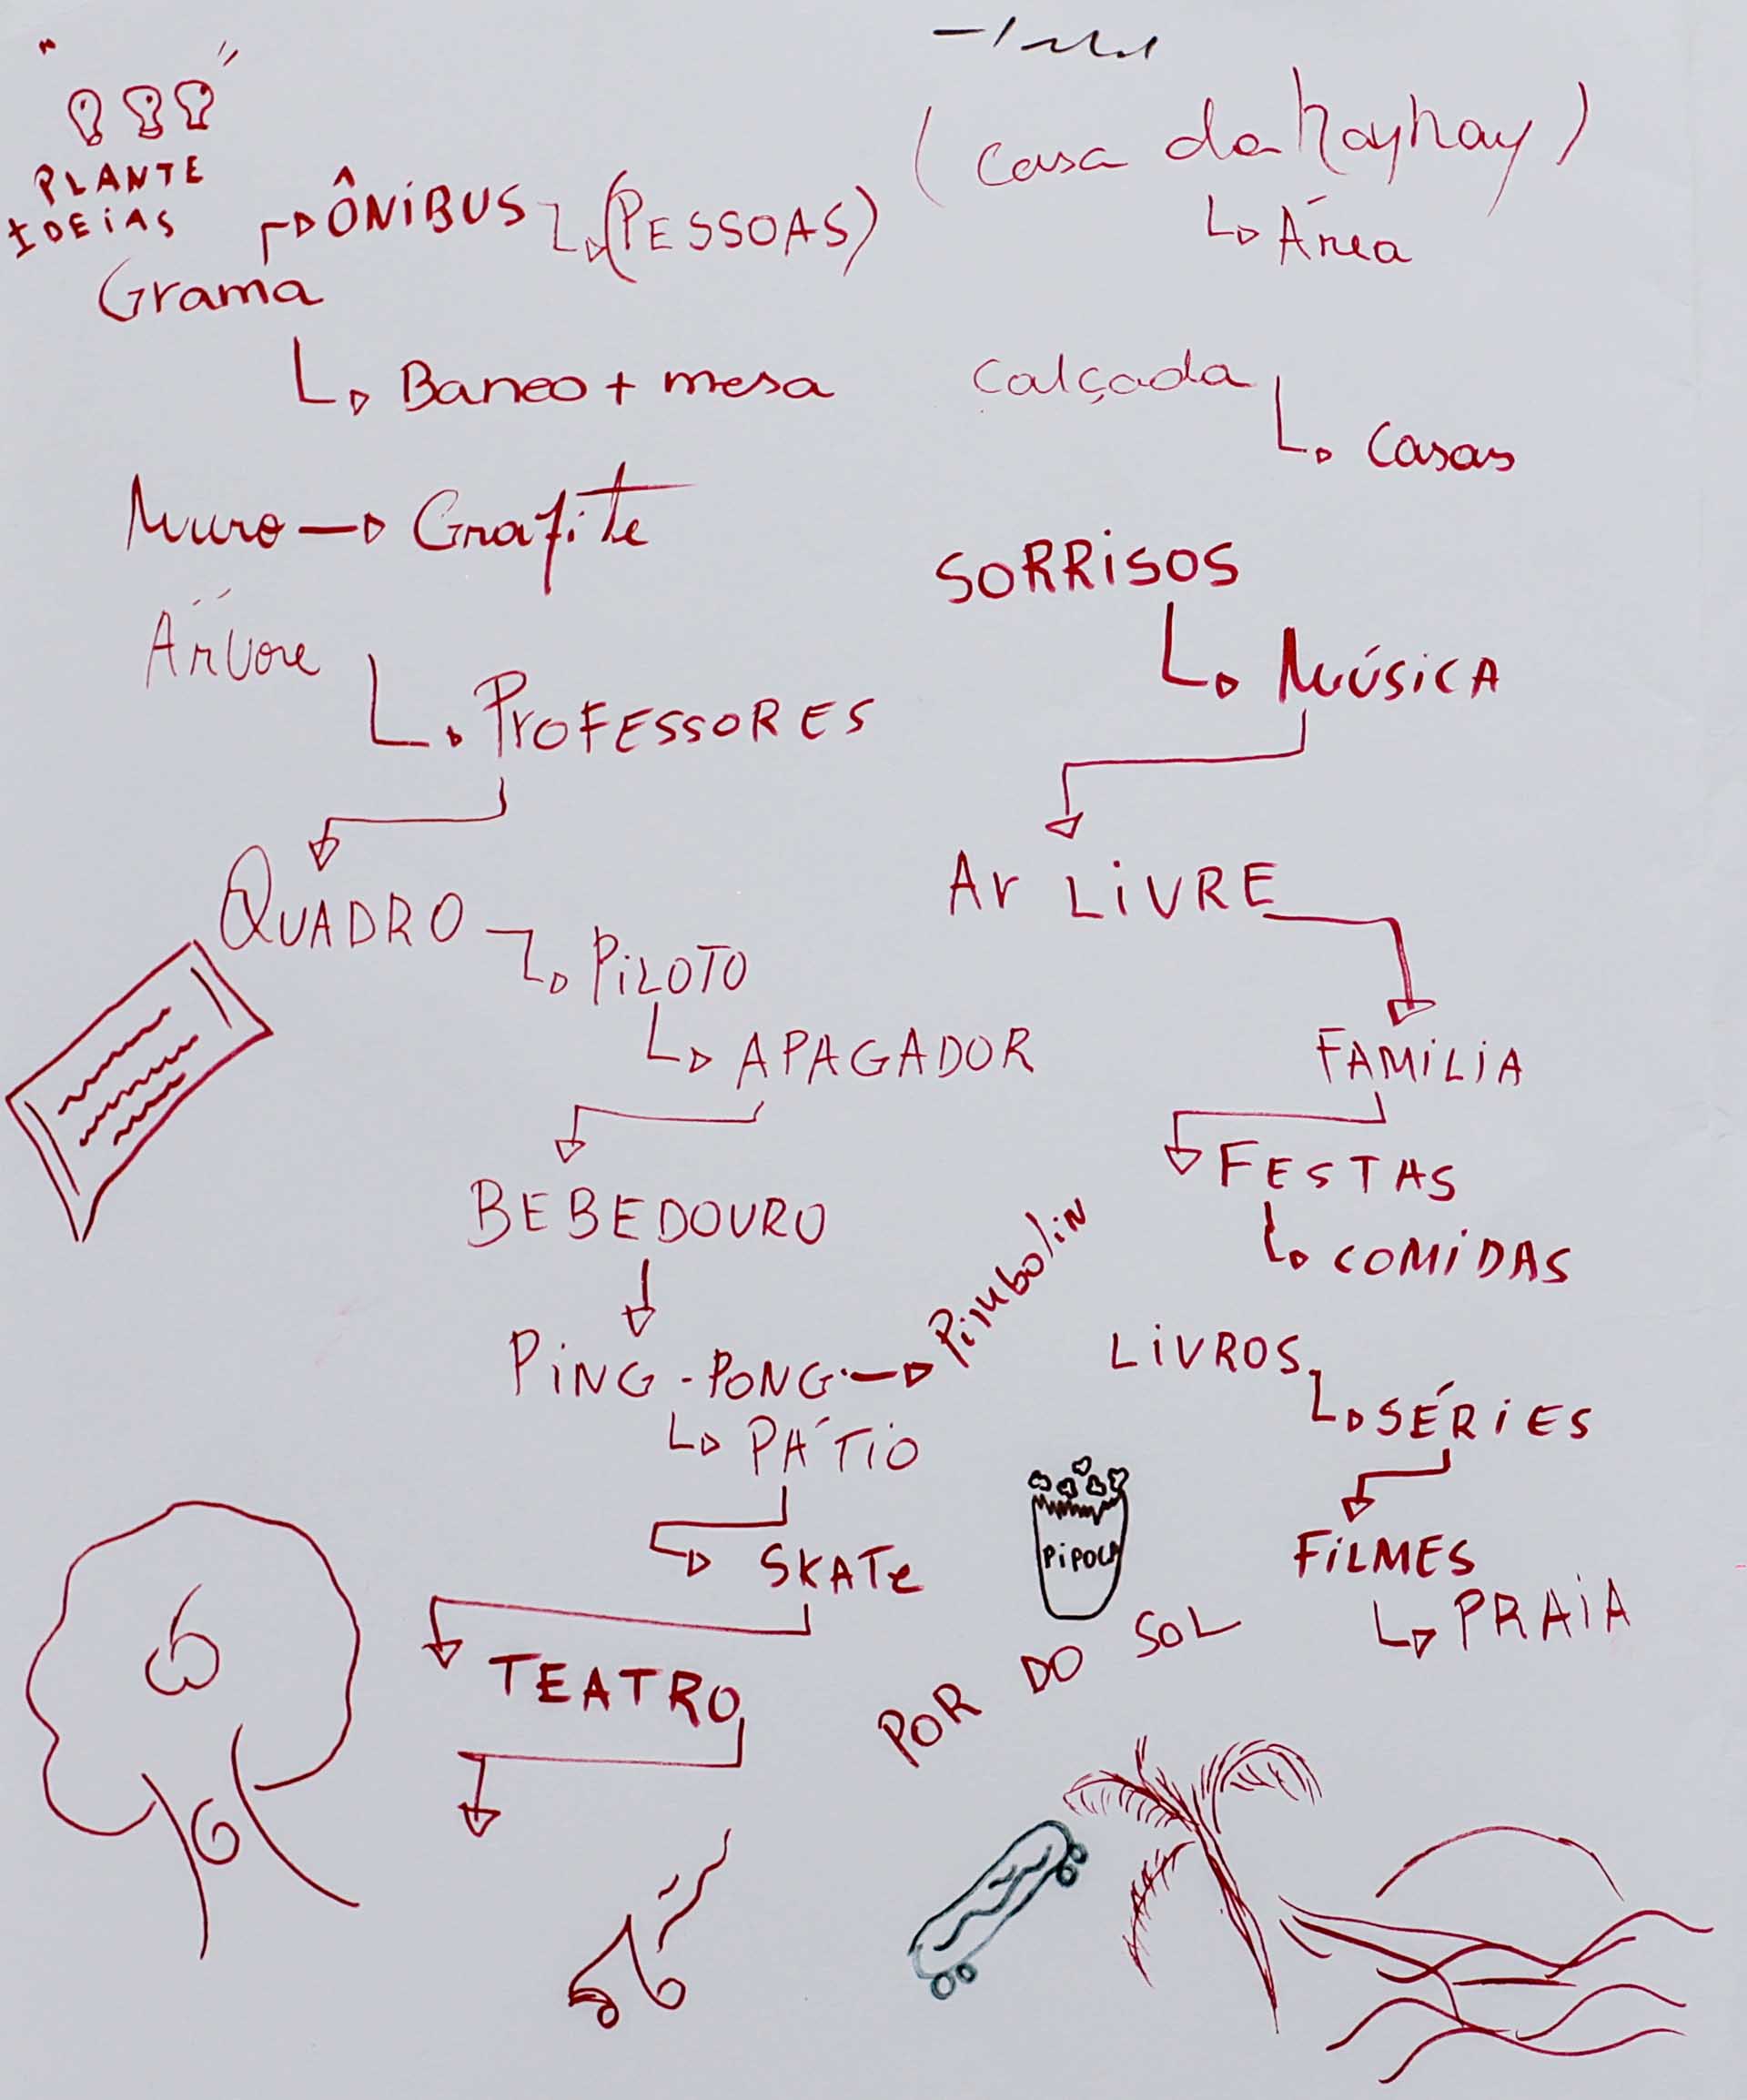 PLANTE
IDEIAS
Grama
ÔNIBUS
(PESSOAS)
Banco + mesa
Muro
Grafite
Árvore
PROFESSORES
QUADRO
PILOTO
APAGADOR
BEBEDOURO
PING-PONG
Pimbolin
PÁTIO
SKATE
TEATRO
(Casa da Rayhay)
Área
Calçada
Casas
SORRISOS
MÚSICA
Ar LIVRE
FAMILIA
FESTAS
COMIDAS
LIVROS
SÉRIES
FILMES
PRAIA
PIPOCA
POR DO SOL